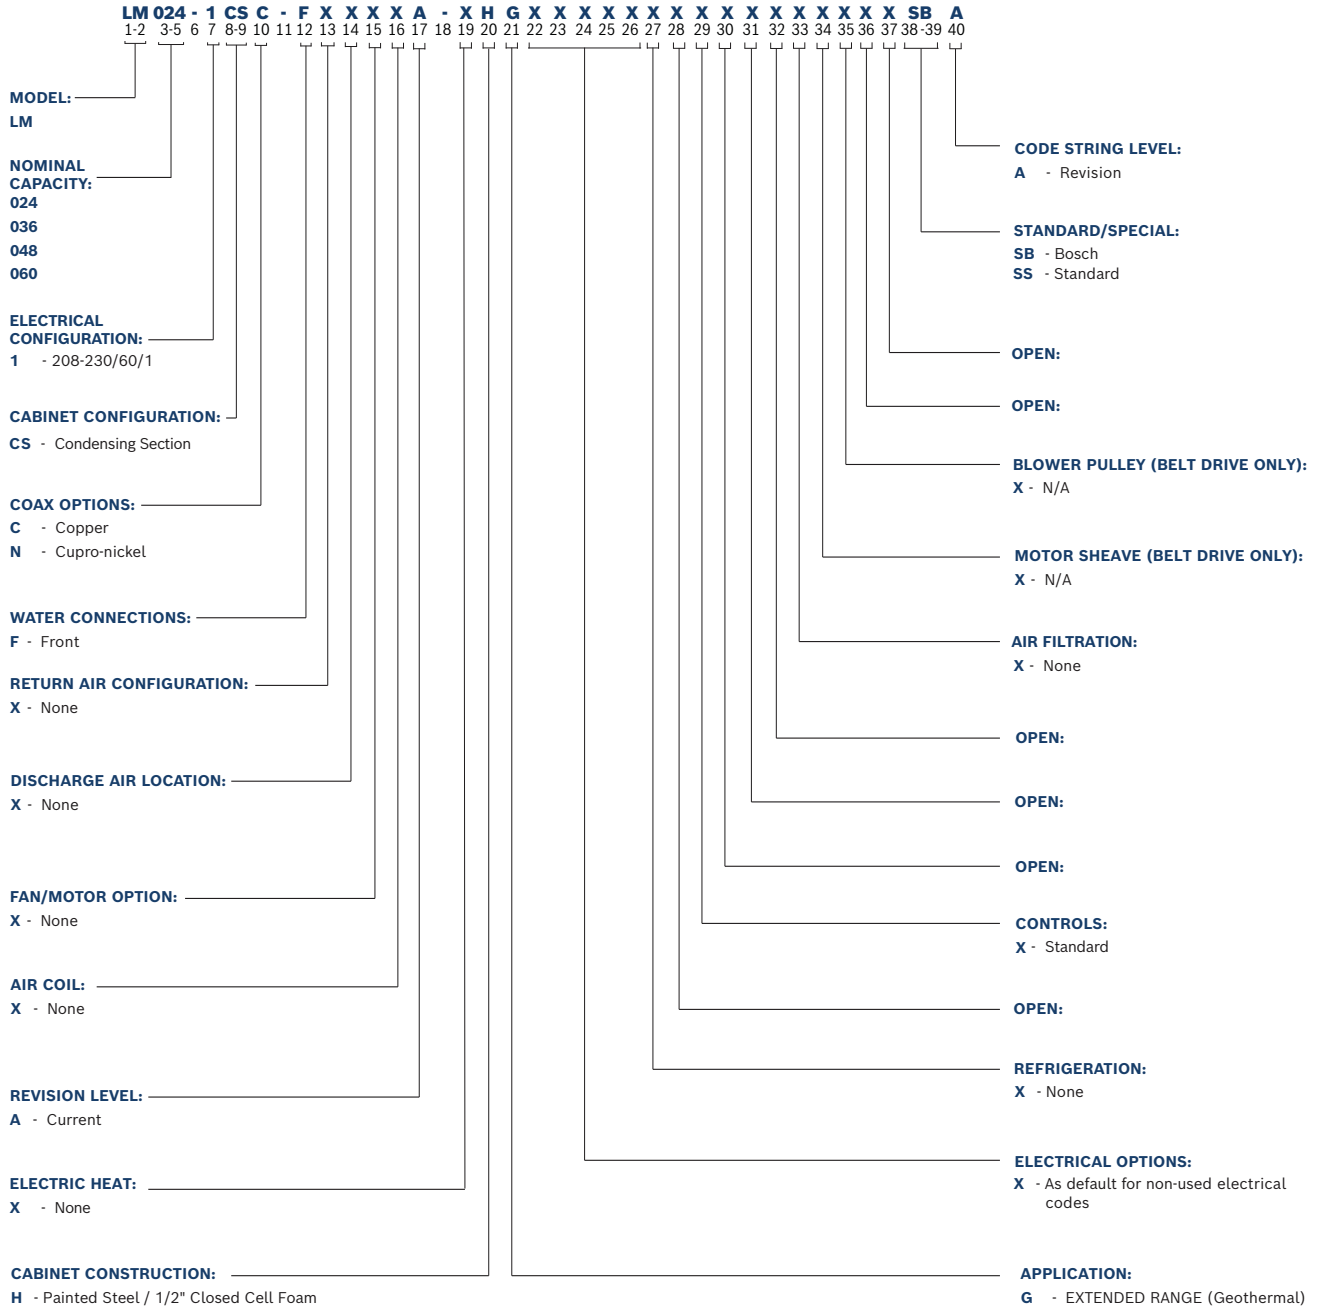 LM 024 - 1 CS C - F X X X X A - X H G X X X X X X X X X X X X X X X X SB A
1-2 3-5 6 7 8-9 10 11 12 13 14 15 16 17 18 19 20 21 22 23 24 25 26 27 28 29 30 31 32 33 34 35 36 37 38 -39 40
MODEL:
LM
NOMINAL
CAPACITY:
024
036
048
060
ELECTRICAL
CONFIGURATION:
1 - 208-230/60/1
CABINET CONFIGURATION:
CS - Condensing Section
COAX OPTIONS:
C - Copper
N - Cupro-nickel
WATER CONNECTIONS:
F - Front
RETURN AIR CONFIGURATION:
X - None
DISCHARGE AIR LOCATION:
X - None
FAN/MOTOR OPTION:
X - None
AIR COIL:
X - None
REVISION LEVEL:
A - Current
ELECTRIC HEAT:
X - None
CABINET CONSTRUCTION:
H - Painted Steel / 1/2" Closed Cell Foam
CODE STRING LEVEL:
A - Revision
STANDARD/SPECIAL:
SB - Bosch
SS - Standard
OPEN:
OPEN:
BLOWER PULLEY (BELT DRIVE ONLY):
X - N/A
MOTOR SHEAVE (BELT DRIVE ONLY):
X - N/A
AIR FILTRATION:
X - None
OPEN:
OPEN:
OPEN:
CONTROLS:
X - Standard
OPEN:
REFRIGERATION:
X - None
ELECTRICAL OPTIONS:
X - As default for non-used electrical
codes
APPLICATION:
G - EXTENDED RANGE (Geothermal)